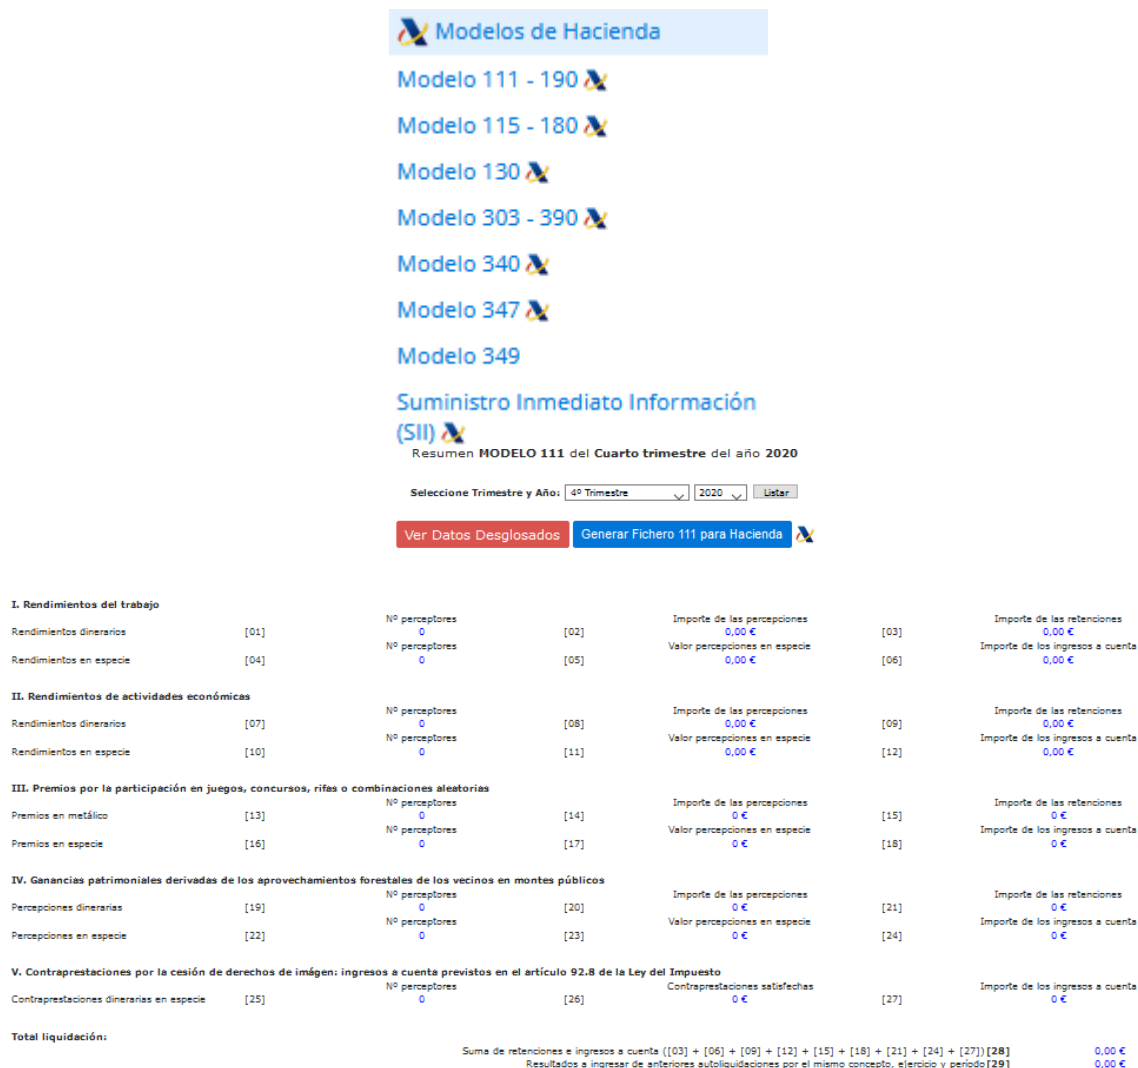 Modelos de Hacienda
Modelo 111 - 190
Modelo 115 - 180
Modelo 130
Modelo 303 - 390
Modelo 340
Modelo 347
Modelo 349
Suministro Inmediato Información
(SII)
Resumen MODELO 111 del Cuarto trimestre del año 2020
Seleccione Trimestre y Año: 4º Trimestre 2020 Listar
Ver Datos Desglosados Generar Fichero 111 para Hacienda
I. Rendimientos del trabajo
Nº perceptores Importe de las percepciones Importe de las retenciones
Rendimientos dinerarios [01] 0 [02] 0,00 € [03] 0,00 €
Nº perceptores Valor percepciones en especie Importe de los ingresos a cuenta
Rendimientos en especie [04] 0 [05] 0,00 € [06] 0,00 €
II. Rendimientos de actividades económicas
Nº perceptores Importe de las percepciones Importe de las retenciones
Rendimientos dinerarios [07] 0 [08] 0,00 € [09] 0,00 €
Nº perceptores Valor percepciones en especie Importe de los ingresos a cuenta
Rendimientos en especie [10] 0 [11] 0,00 € [12] 0,00 €
III. Premios por la participación en juegos, concursos, rifas o combinaciones aleatorias
Nº perceptores Importe de las percepciones Importe de las retenciones
Premios en metálico [13] 0 [14] 0 € [15] 0 €
Nº perceptores Valor percepciones en especie Importe de los ingresos a cuenta
Premios en especie [16] 0 [17] 0 € [18] 0 €
IV. Ganancias patrimoniales derivadas de los aprovechamientos forestales de los vecinos en montes públicos
Nº perceptores Importe de las percepciones Importe de las retenciones
Percepciones dinerarias [19] 0 [20] 0 € [21] 0 €
Nº perceptores Valor percepciones en especie Importe de los ingresos a cuenta
Percepciones en especie [22] 0 [23] 0 € [24] 0 €
V. Contraprestaciones por la cesión de derechos de imágen: ingresos a cuenta previstos en el artículo 92.8 de la Ley del Impuesto
Nº perceptores Contraprestaciones satisfechas Importe de los ingresos a cuenta
Contraprestaciones dinerarias en especie [25] 0 [26] 0 € [27] 0 €
Total liquidación:
Suma de retenciones e ingresos a cuenta ([03] + [06] + [09] + [12] + [15] + [18] + [21] + [24] + [27]) [28] 0,00 €
Resultados a ingresar de anteriores autoliquidaciones por el mismo concepto, ejercicio y período [29] 0,00 €